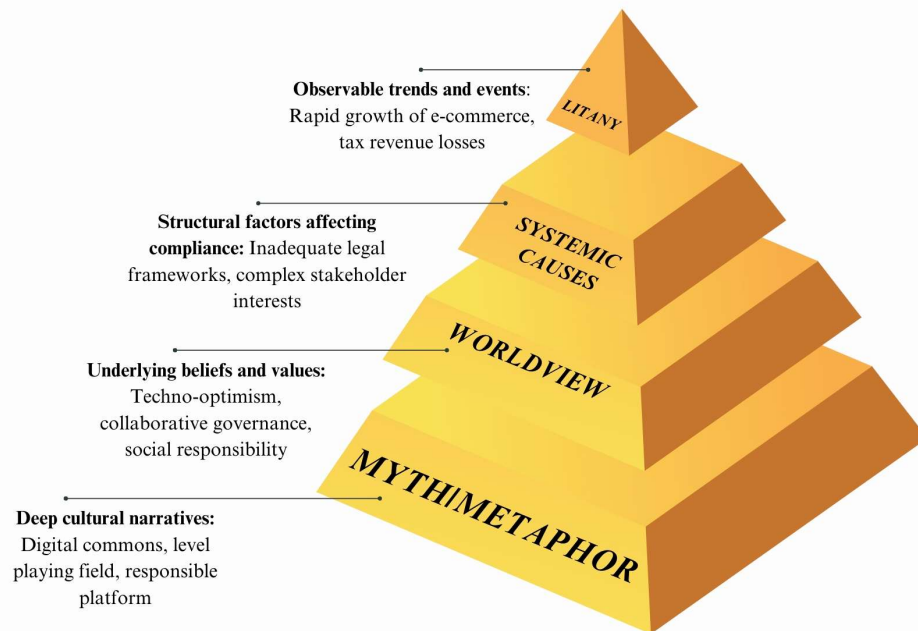 Observable trends and events:
Rapid growth of e-commerce,
tax revenue losses
LITANY
Structural factors affecting
compliance: Inadequate legal
frameworks, complex stakeholder
interests
SYSTEMIC
CAUSES
Underlying beliefs and values:
Techno-optimism,
collaborative governance,
social responsibility
WORLDVIEW
Deep cultural narratives:
Digital commons, level
playing field, responsible
platform
MYTH/METAPHOR